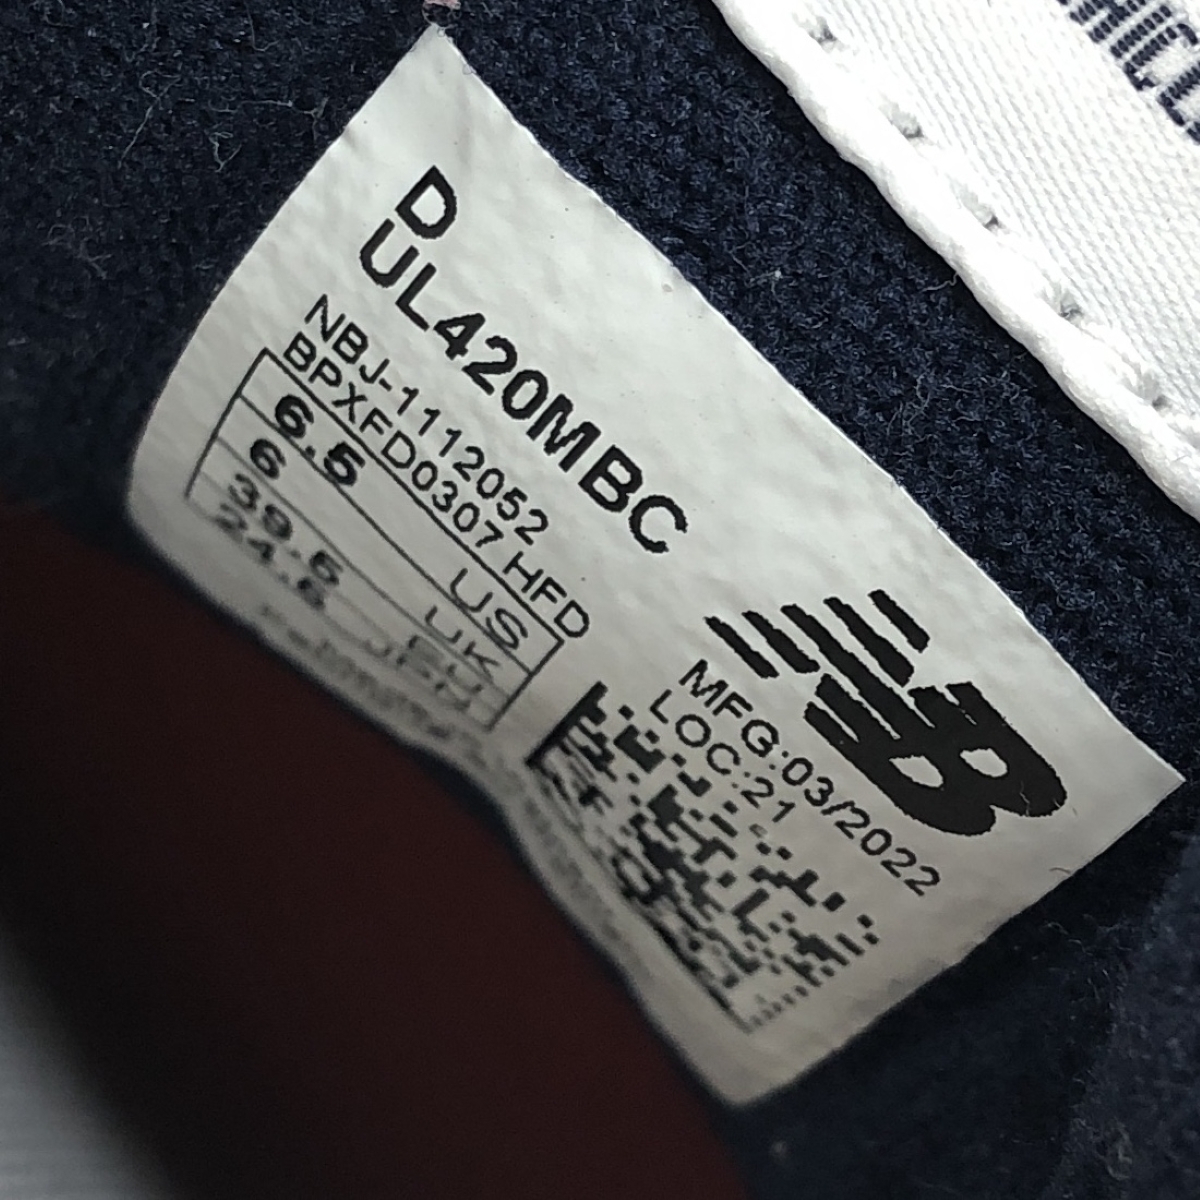 D
UL420MBC
NBJ-1112052
BPXFD0307 HFD
6.5 US
6 UK
39.5 EU
24.5 J
NB
MFG:03/2022
LOC:21